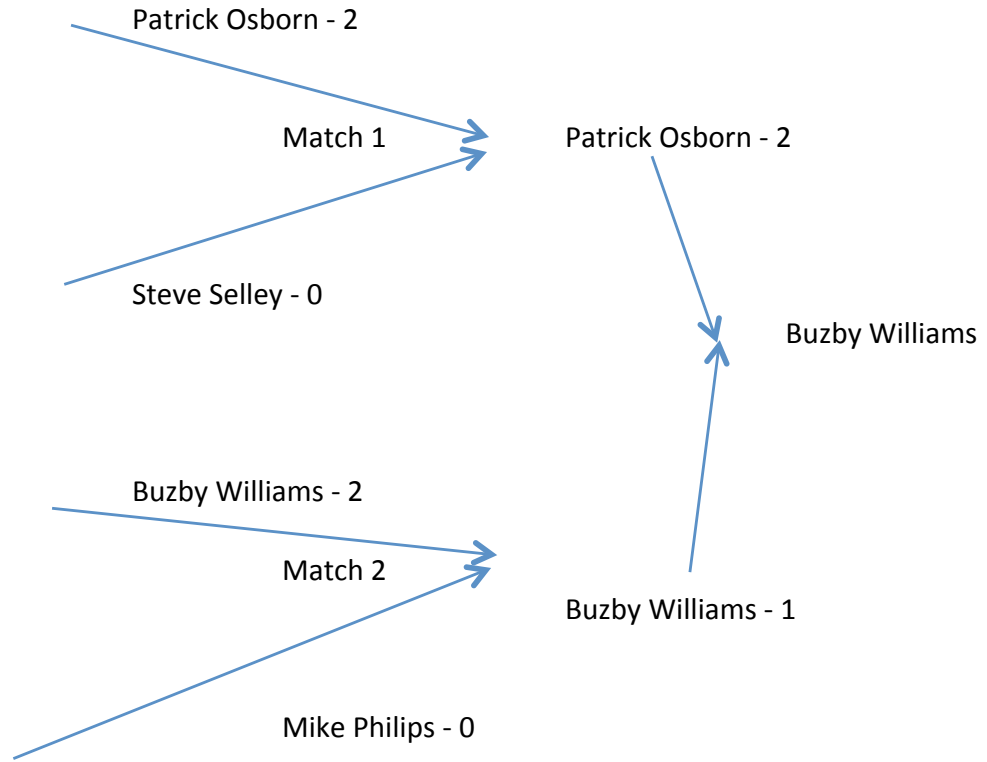 Patrick Osborn - 2
Match 1
Patrick Osborn - 2
Steve Selley - 0
Buzby Williams
Buzby Williams - 2
Match 2
Buzby Williams - 1
Mike Philips - 0